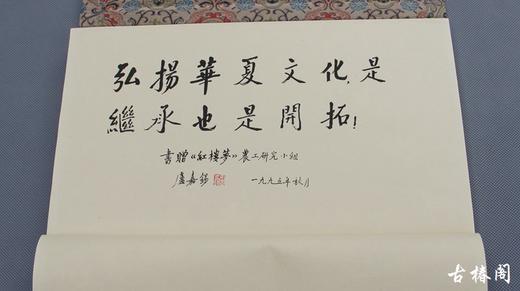 弘揚華夏文化,是
繼承也是開拓!
書贈《紅樓夢》農工研究小組
盧嘉錫 一九九五年秋月
古椿閣